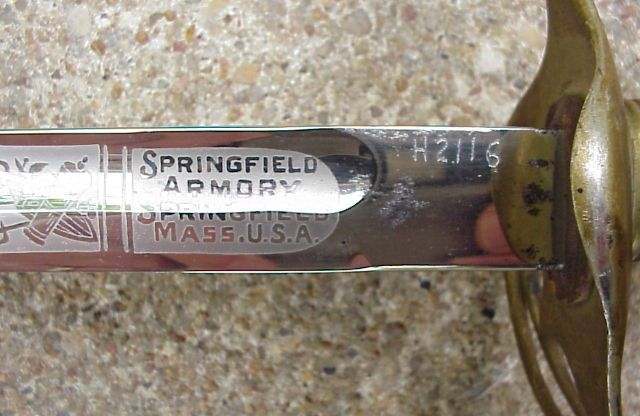 SPRINGFIELD
ARMORY
SPRINGFIELD
MASS.U.S.A.
H2116